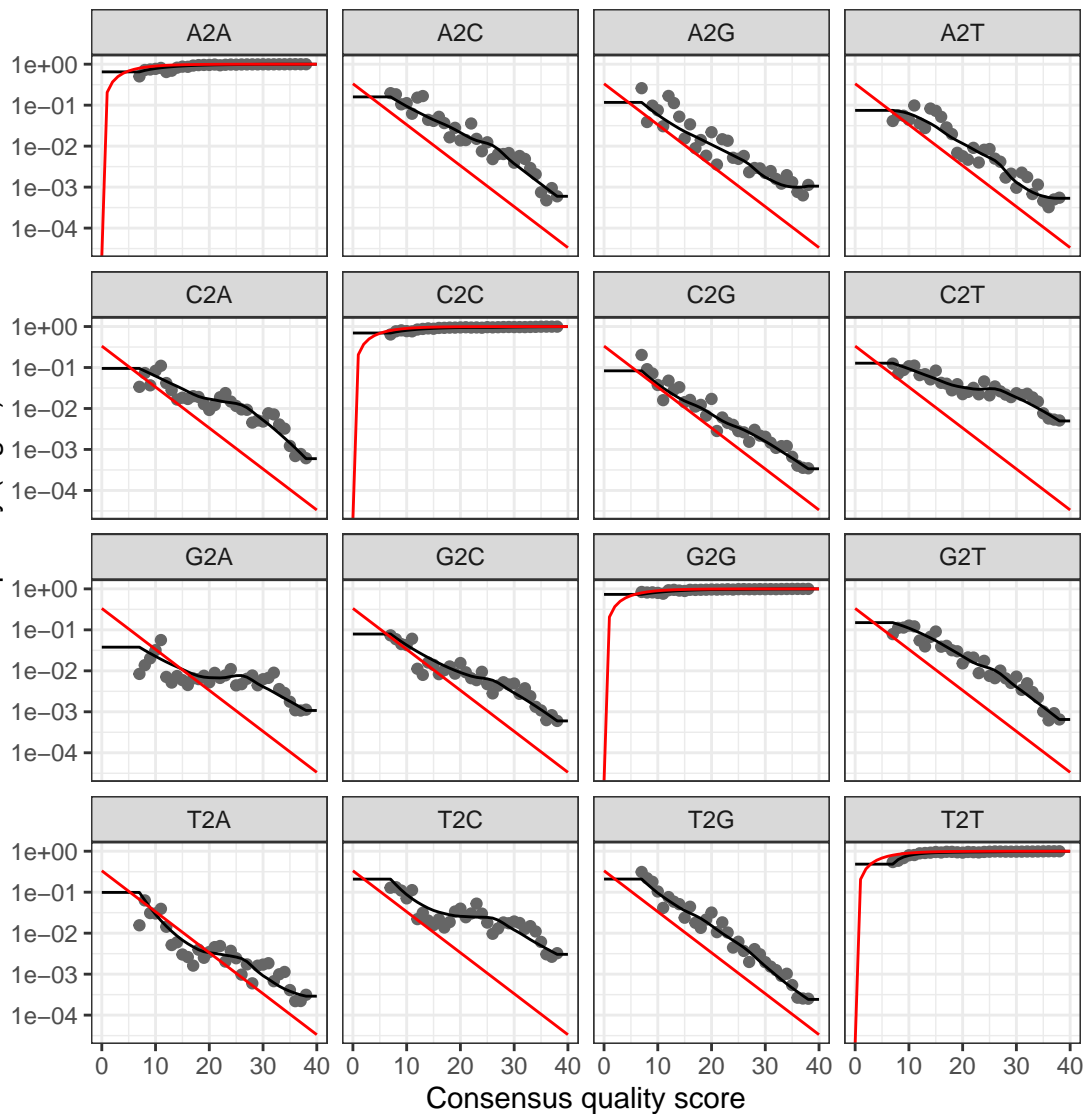 A2A A2C A2G A2T
1e+00
1e−01
1e−02
1e−03
1e−04
C2A C2C C2G C2T
1e+00
1e−01
1e−02
1e−03
1e−04
G2A G2C G2G G2T
1e+00
1e−01
1e−02
1e−03
1e−04
T2A T2C T2G T2T
1e+00
1e−01
1e−02
1e−03
1e−04
0 10 20 30 40 0 10 20 30 40 0 10 20 30 40 0 10 20 30 40
Consensus quality score